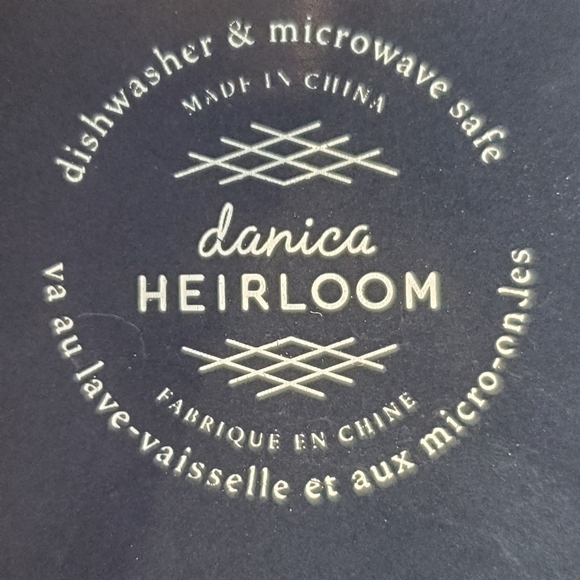 dishwasher & microwave safe
MADE IN CHINA
danica
HEIRLOOM
FABRIQUÉ EN CHINE
va au lave-vaisselle et aux micro-ondes